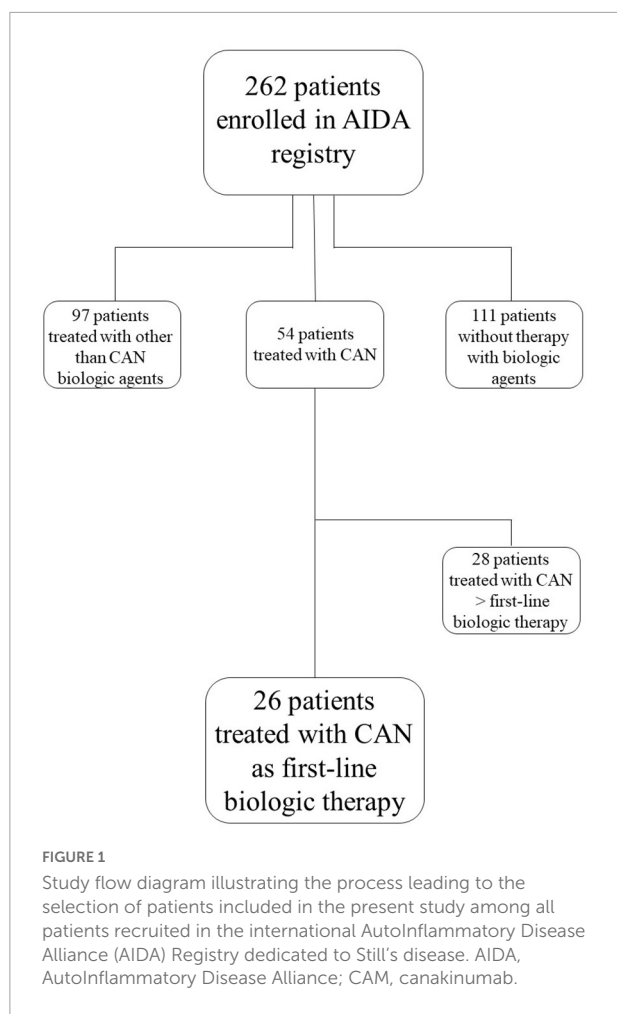 262 patients
enrolled in AIDA
registry
97 patients
treated with other
than CAN
biologic agents
54 patients
treated with CAN
111 patients
without therapy
with biologic
agents
28 patients
treated with CAN
> first-line
biologic therapy
26 patients
treated with CAN
as first-line
biologic therapy
FIGURE 1
Study flow diagram illustrating the process leading to the
selection of patients included in the present study among all
patients recruited in the international AutoInflammatory Disease
Alliance (AIDA) Registry dedicated to Still's disease. AIDA,
AutoInflammatory Disease Alliance; CAM, canakinumab.